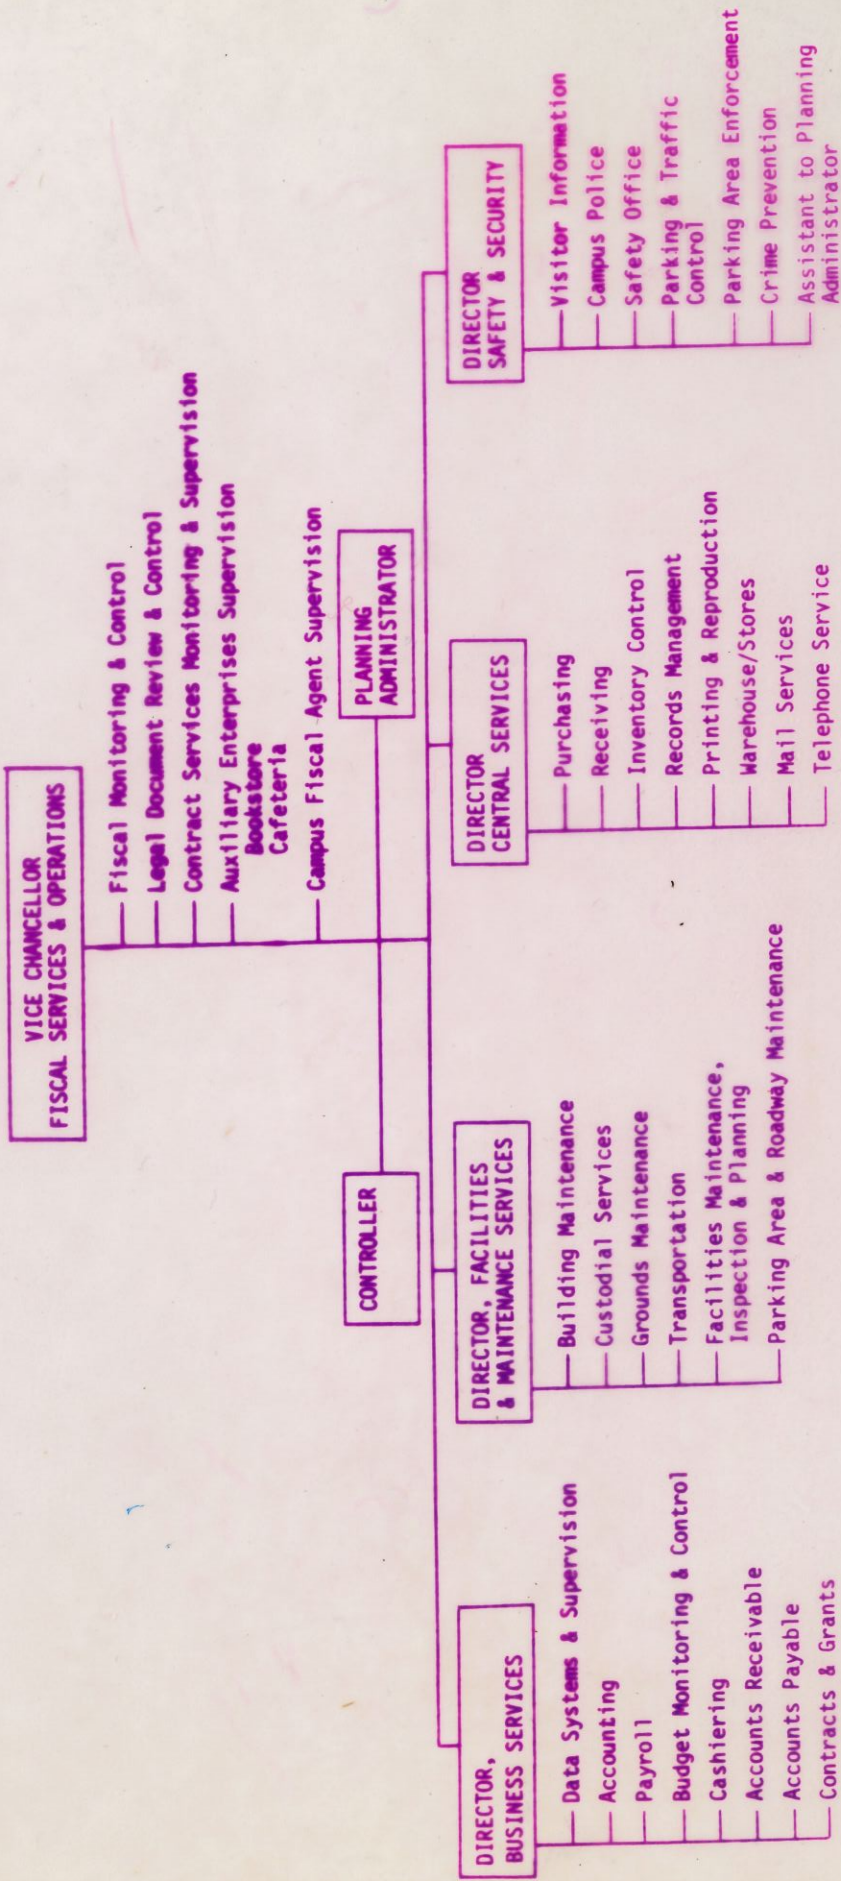 VICE CHANCELLOR
FISCAL SERVICES & OPERATIONS
Fiscal Monitoring & Control
Legal Document Review & Control
Contract Services Monitoring & Supervision
Auxiliary Enterprises Supervision
Bookstore
Cafeteria
Campus Fiscal Agent Supervision
CONTROLLER
PLANNING
ADMINISTRATOR
DIRECTOR,
BUSINESS SERVICES
Data Systems & Supervision
Accounting
Payroll
Budget Monitoring & Control
Cashiering
Accounts Receivable
Accounts Payable
Contracts & Grants
DIRECTOR, FACILITIES
& MAINTENANCE SERVICES
Building Maintenance
Custodial Services
Grounds Maintenance
Transportation
Facilities Maintenance,
Inspection & Planning
Parking Area & Roadway Maintenance
DIRECTOR
CENTRAL SERVICES
Purchasing
Receiving
Inventory Control
Records Management
Printing & Reproduction
Warehouse/Stores
Mail Services
Telephone Service
DIRECTOR
SAFETY & SECURITY
Visitor Information
Campus Police
Safety Office
Parking & Traffic
Control
Parking Area Enforcement
Crime Prevention
Assistant to Planning
Administrator